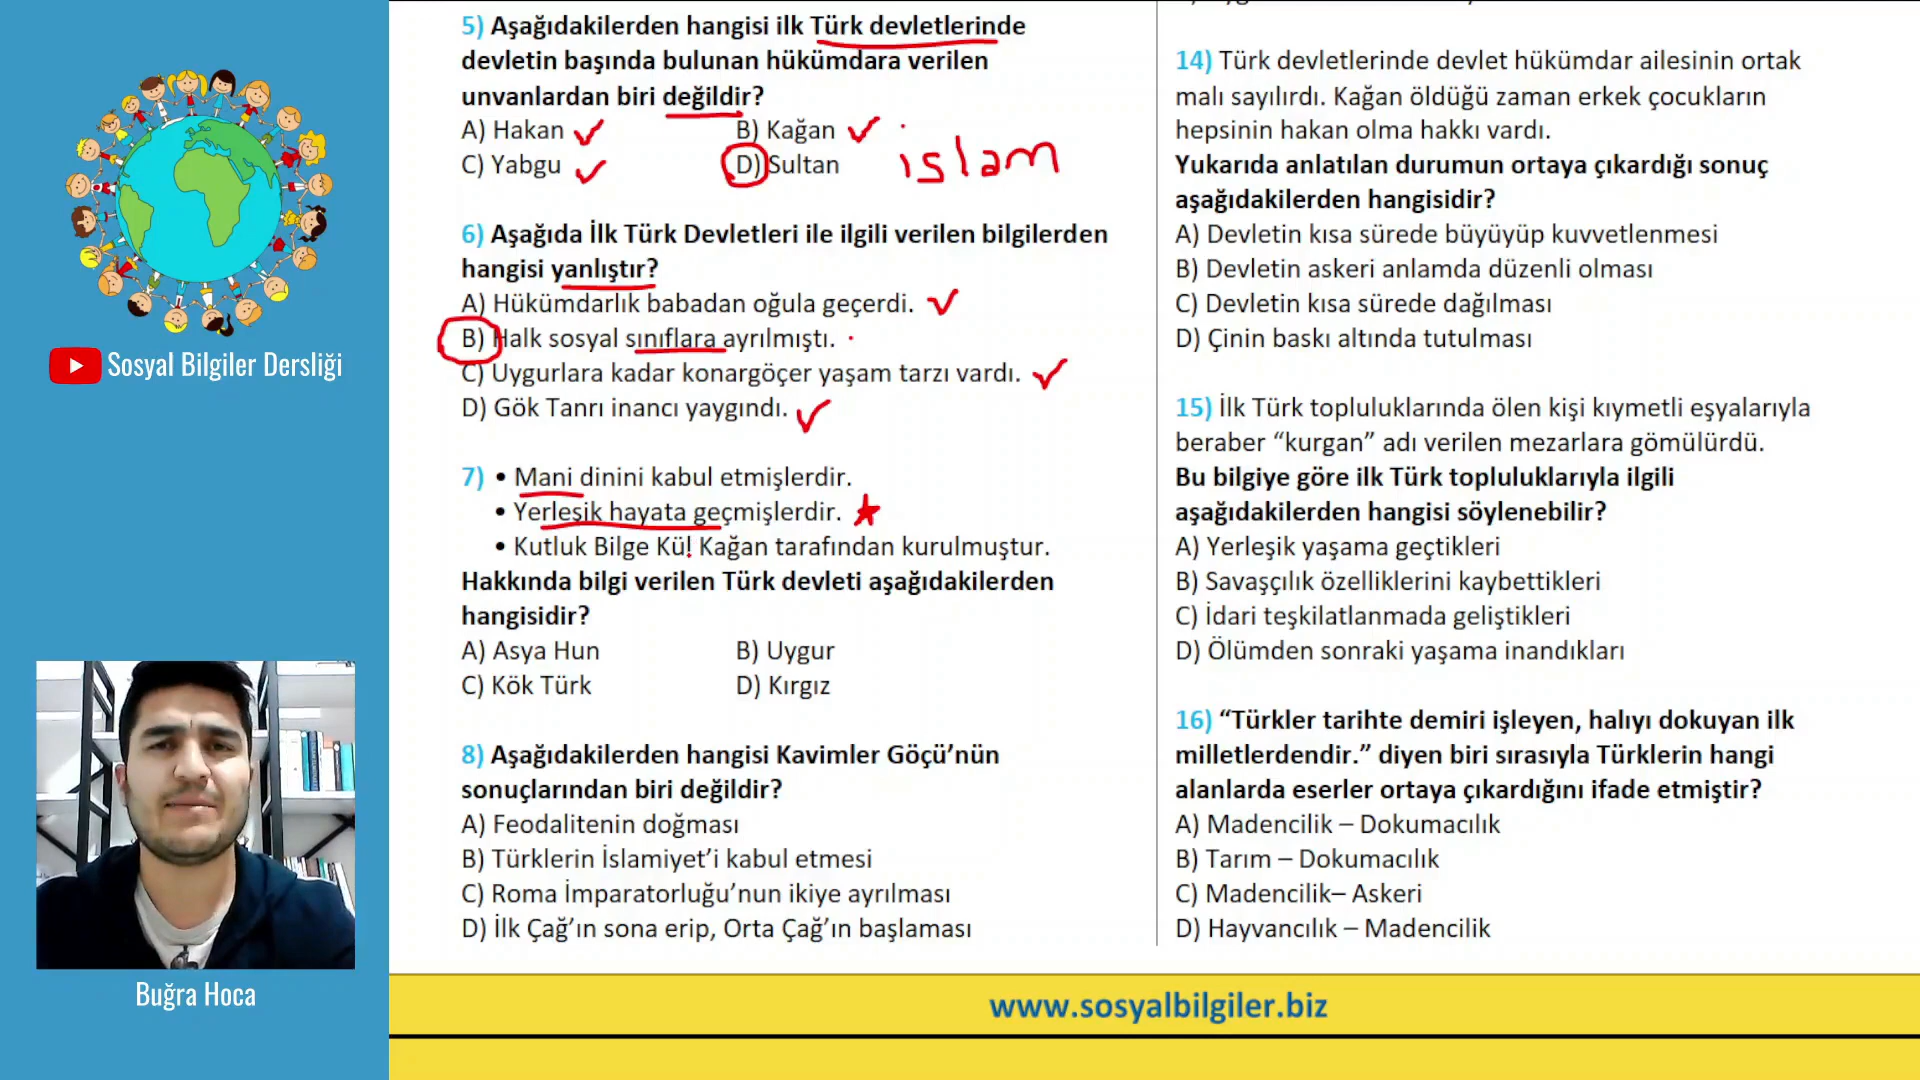 Sosyal Bilgiler Dersliği
Buğra Hoca
5) Aşağıdakilerden hangisi ilk Türk devletlerinde
devletin başında bulunan hükümdara verilen
unvanlardan biri değildir?
A) Hakan B) Kağan
C) Yabgu D) Sultan
islam
6) Aşağıda İlk Türk Devletleri ile ilgili verilen bilgilerden
hangisi yanlıştır?
A) Hükümdarlık babadan oğula geçerdi.
B) Halk sosyal sınıflara ayrılmıştı.
C) Uygurlara kadar konargöçer yaşam tarzı vardı.
D) Gök Tanrı inancı yaygındı.
7) • Mani dinini kabul etmişlerdir.
• Yerleşik hayata geçmişlerdir.
• Kutluk Bilge Kül Kağan tarafından kurulmuştur.
Hakkında bilgi verilen Türk devleti aşağıdakilerden
hangisidir?
A) Asya Hun B) Uygur
C) Kök Türk D) Kırgız
8) Aşağıdakilerden hangisi Kavimler Göçü’nün
sonuçlarından biri değildir?
A) Feodalitenin doğması
B) Türklerin İslamiyet’i kabul etmesi
C) Roma İmparatorluğu’nun ikiye ayrılması
D) İlk Çağ’ın sona erip, Orta Çağ’ın başlaması
14) Türk devletlerinde devlet hükümdar ailesinin ortak
malı sayılırdı. Kağan öldüğü zaman erkek çocukların
hepsinin hakan olma hakkı vardı.
Yukarıda anlatılan durumun ortaya çıkardığı sonuç
aşağıdakilerden hangisidir?
A) Devletin kısa sürede büyüyüp kuvvetlenmesi
B) Devletin askeri anlamda düzenli olması
C) Devletin kısa sürede dağılması
D) Çinin baskı altında tutulması
15) İlk Türk topluluklarında ölen kişi kıymetli eşyalarıyla
beraber “kurgan” adı verilen mezarlara gömülürdü.
Bu bilgiye göre ilk Türk topluluklarıyla ilgili
aşağıdakilerden hangisi söylenebilir?
A) Yerleşik yaşama geçtikleri
B) Savaşçılık özelliklerini kaybettikleri
C) İdari teşkilatlanmada geliştikleri
D) Ölümden sonraki yaşama inandıkları
16) “Türkler tarihte demiri işleyen, halıyı dokuyan ilk
milletlerdendir.” diyen biri sırasıyla Türklerin hangi
alanlarda eserler ortaya çıkardığını ifade etmiştir?
A) Madencilik – Dokumacılık
B) Tarım – Dokumacılık
C) Madencilik– Askeri
D) Hayvancılık – Madencilik
www.sosyalbilgiler.biz